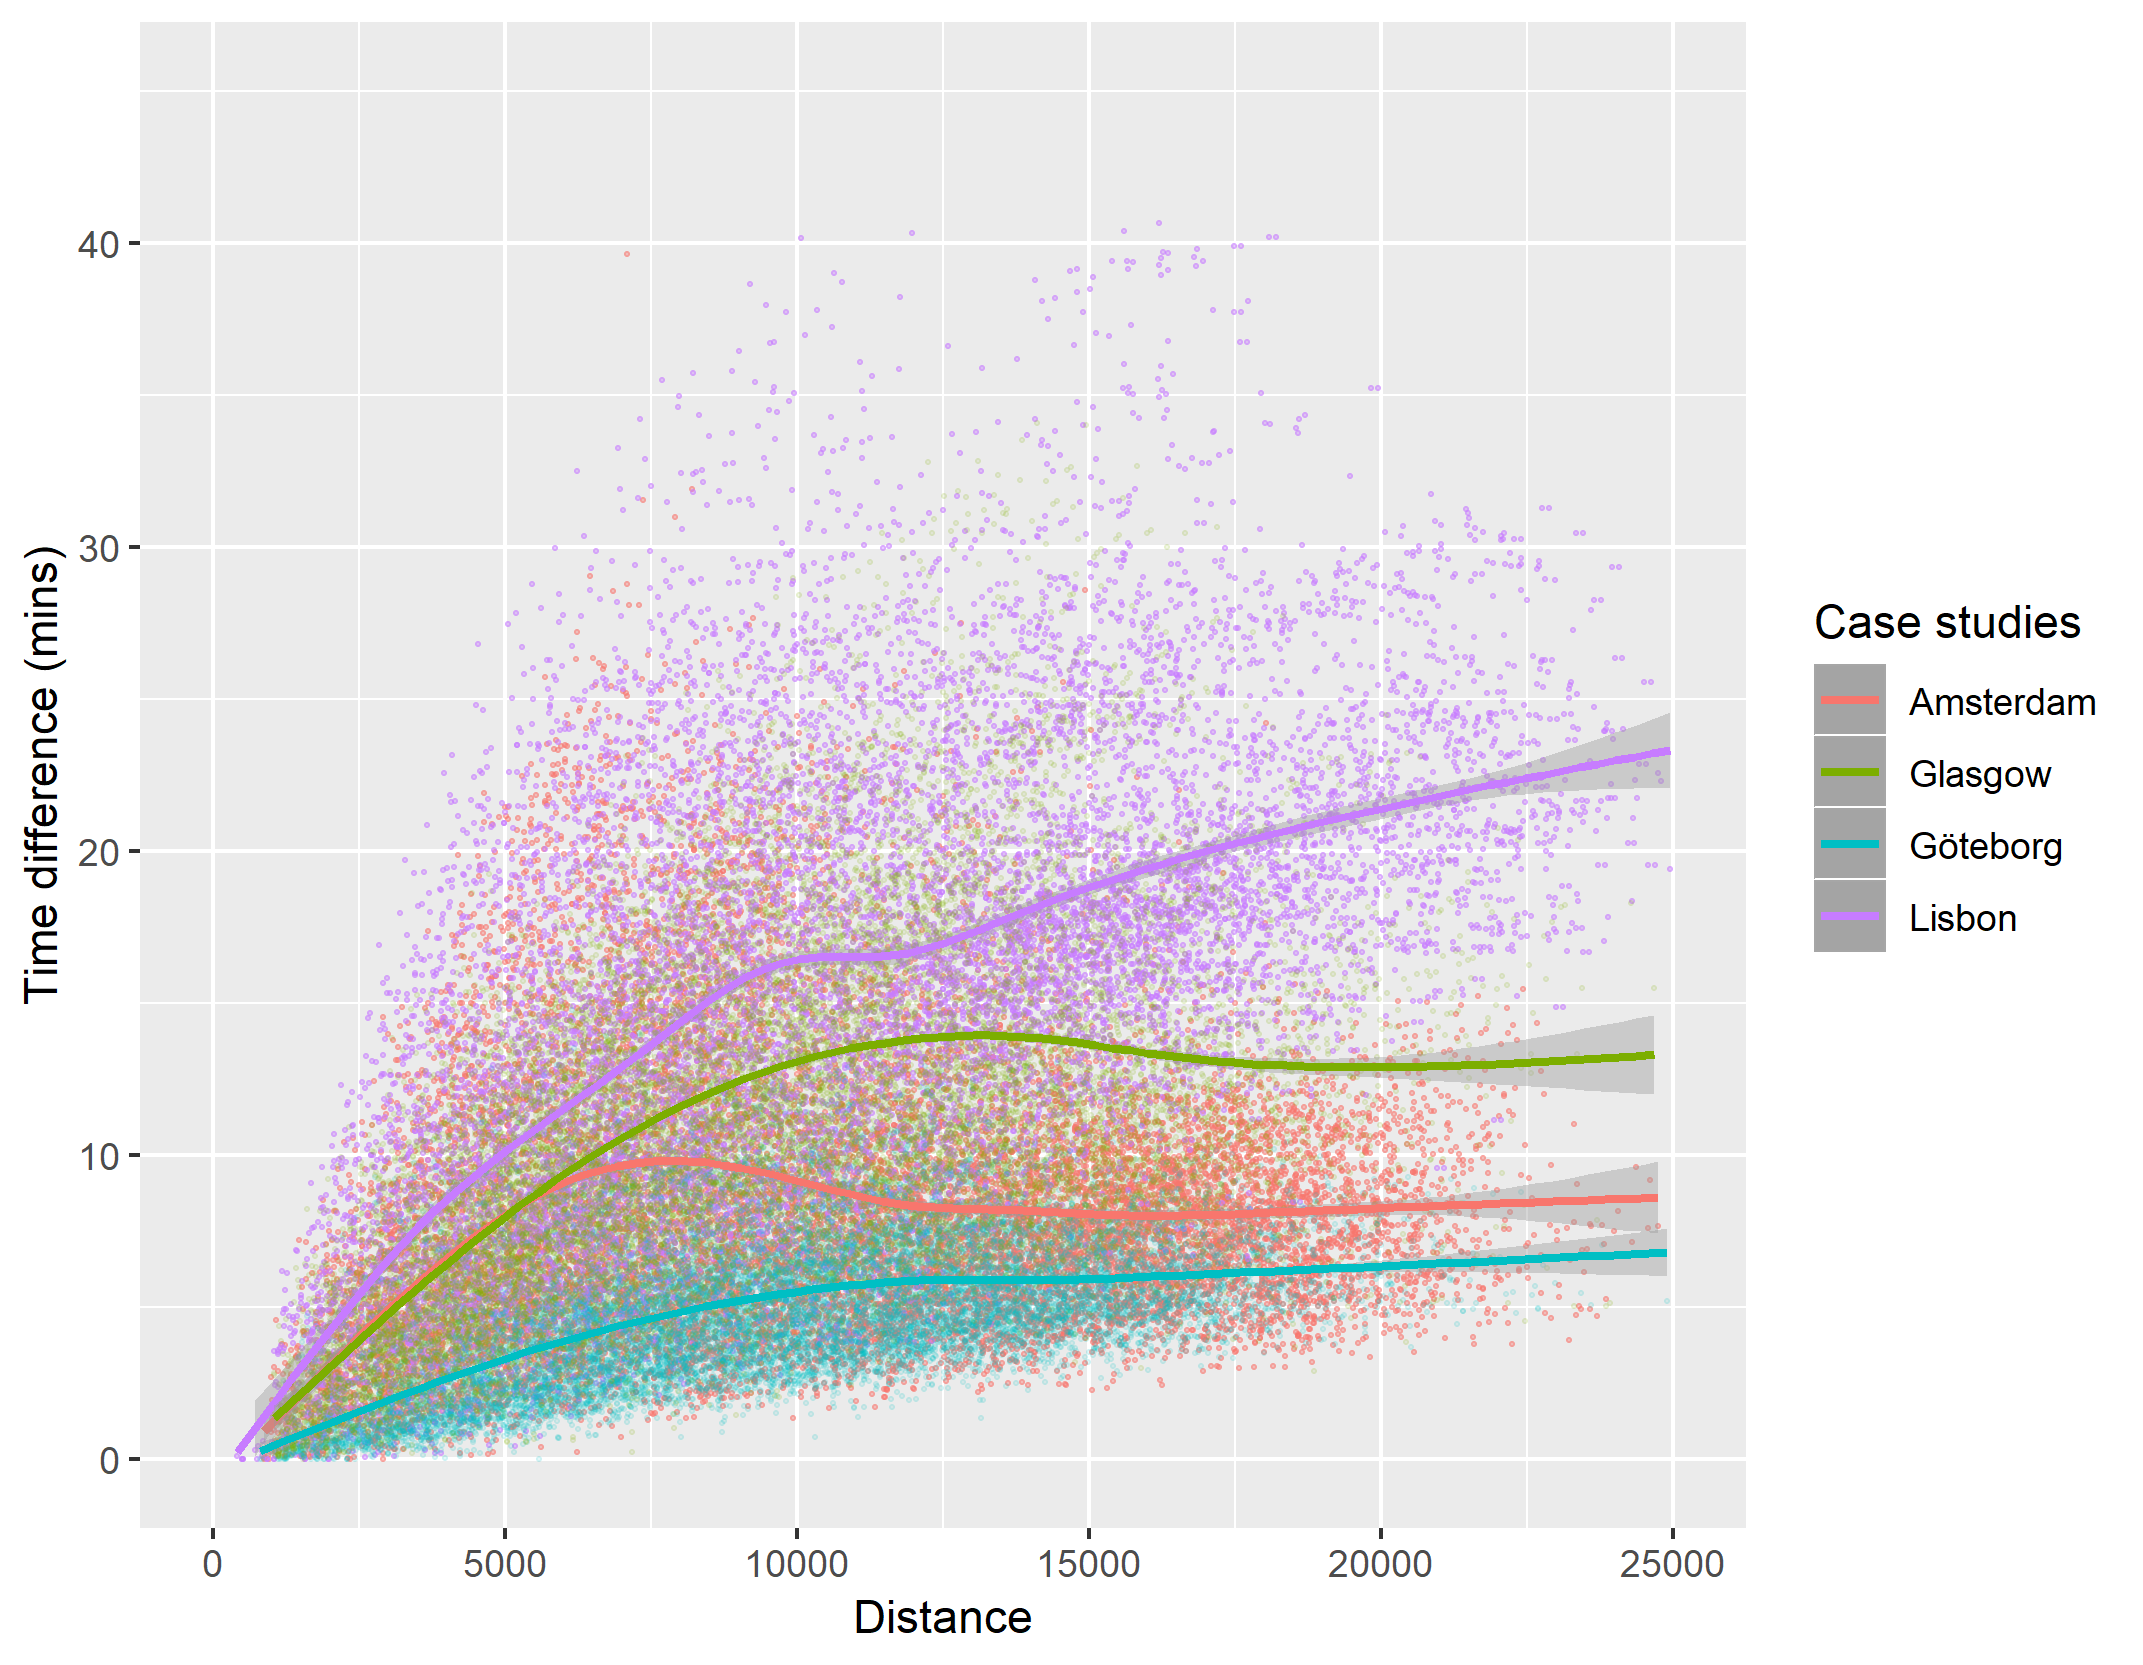 Time difference (mins)
40
30
20
10
0
0 5000 10000 15000 20000 25000
Distance
Case studies
Amsterdam
Glasgow
Göteborg
Lisbon